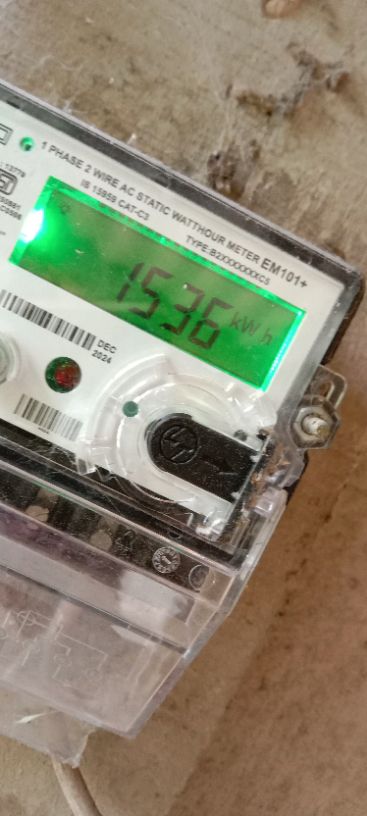 1 PHASE 2 WIRE AC STATIC WATTHOUR METER EM101+
IS 15959 CAT-C3
TYPE:B2XXXXXXXC5
1536 kWh
DEC
2024